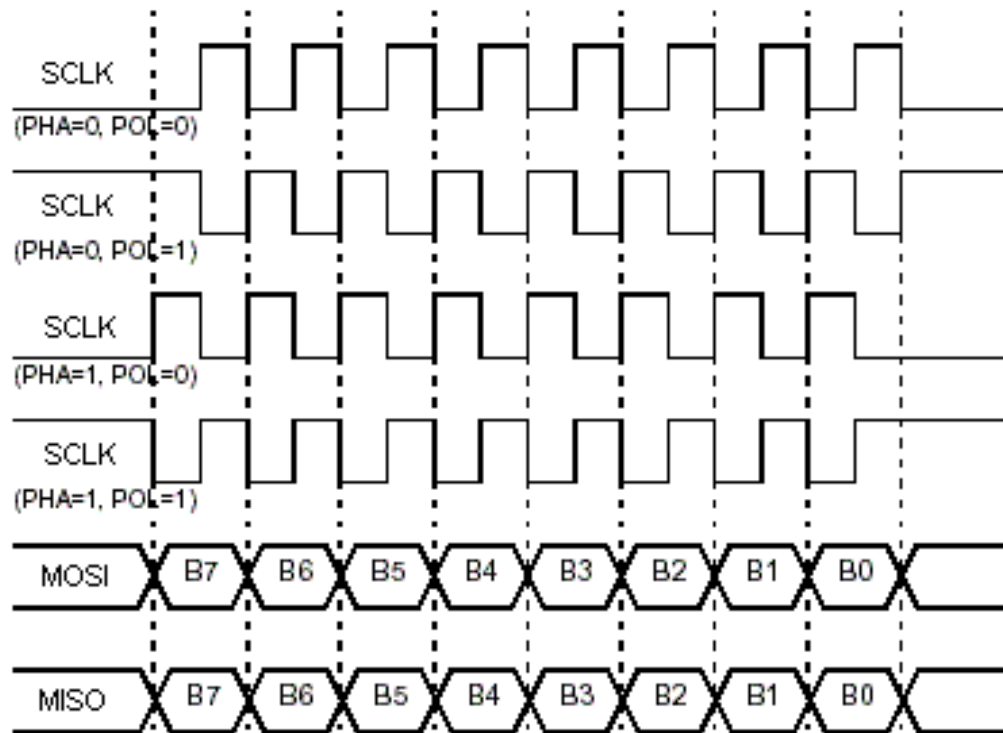 SCLK
(PHA=0, POL=0)
SCLK
(PHA=0, POL=1)
SCLK
(PHA=1, POL=0)
SCLK
(PHA=1, POL=1)
MOSI B7 B6 B5 B4 B3 B2 B1 B0
MISO B7 B6 B5 B4 B3 B2 B1 B0